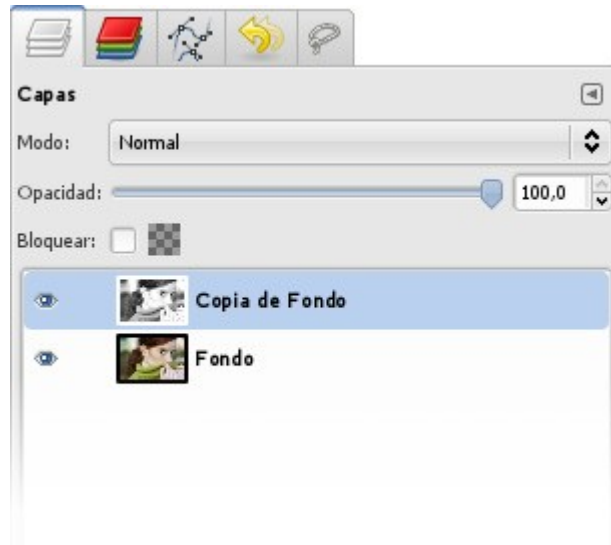 Capas
Modo: Normal
Opacidad: 100,0
Bloquear:
Copia de Fondo
Fondo